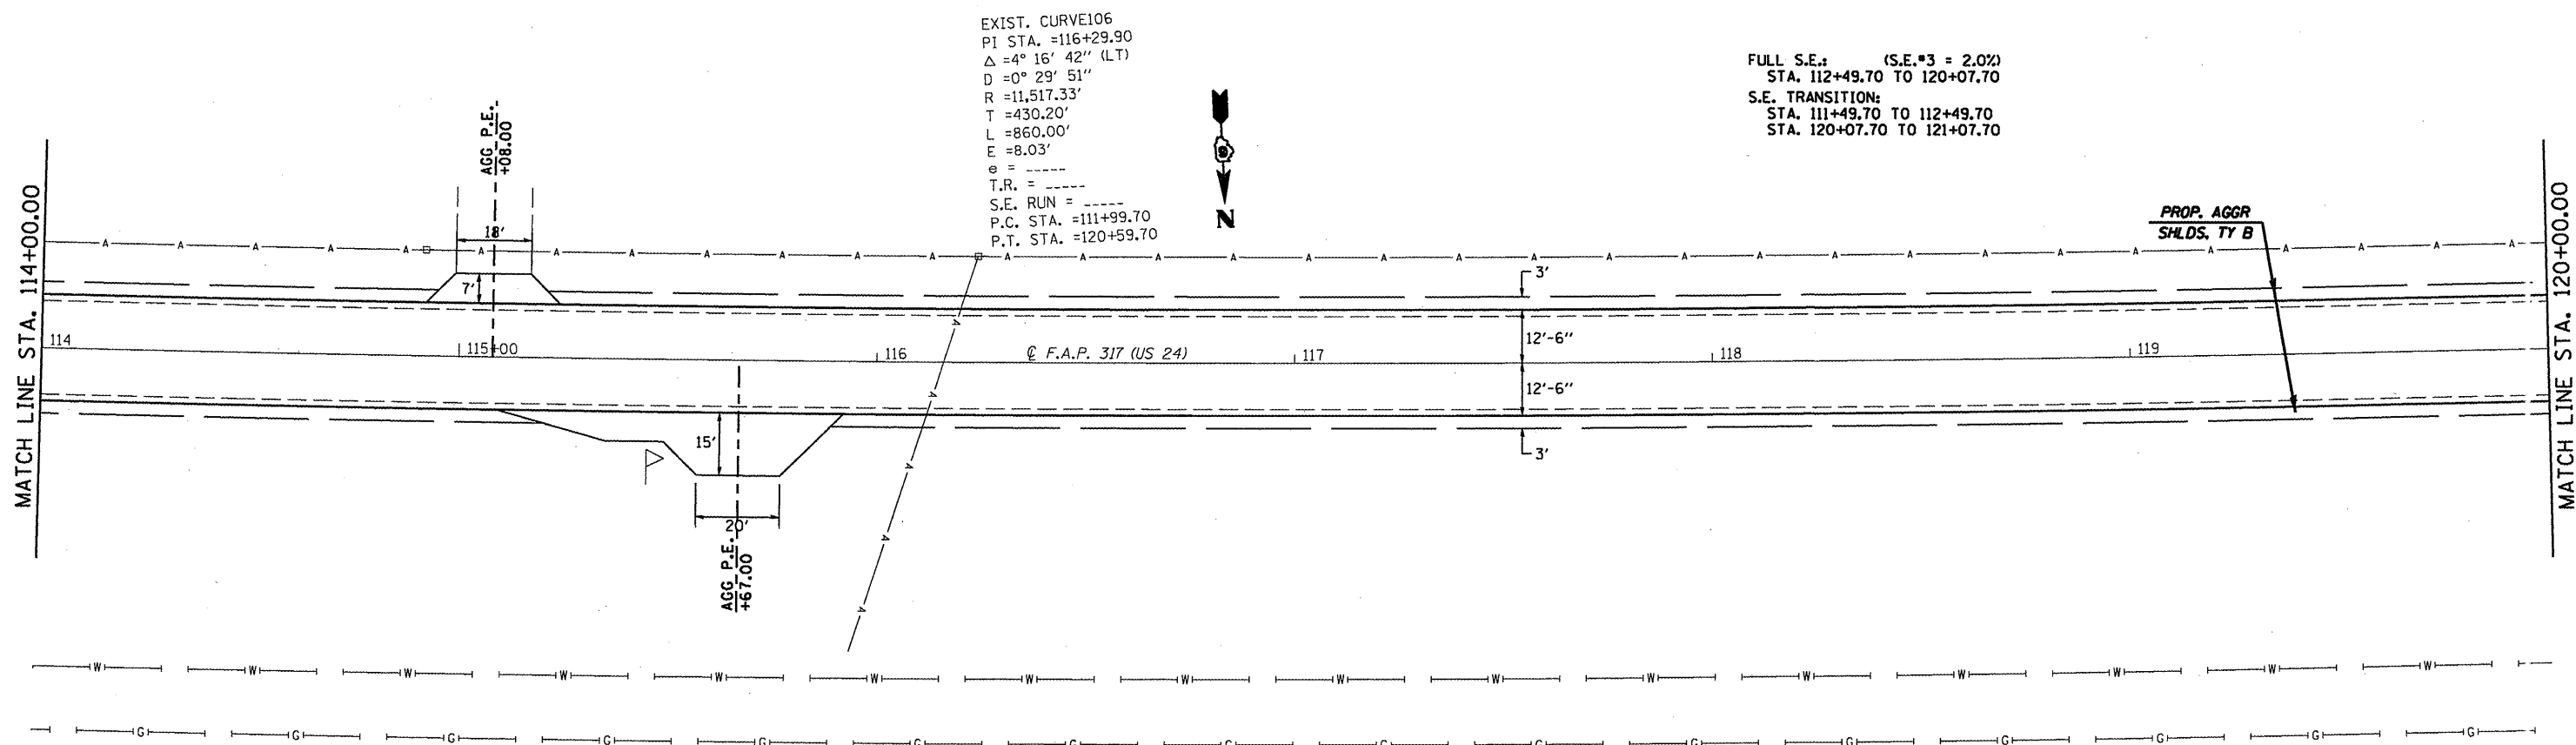 EXIST. CURVE106
PI STA. =116+29.90
Δ =4° 16' 42" (LT)
D =0° 29' 51"
R =11,517.33'
T =430.20'
L =860.00'
E =8.03'
e = -----
T.R. = -----
S.E. RUN = -----
P.C. STA. =111+99.70
P.T. STA. =120+59.70
FULL S.E.: (S.E.#3 = 2.0%)
STA. 112+49.70 TO 120+07.70
S.E. TRANSITION:
STA. 111+49.70 TO 112+49.70
STA. 120+07.70 TO 121+07.70
N
AGG P.E.
+08.00
MATCH LINE STA. 114+00.00
18'
7'
A A A A A A A A A A A A A A A A A A A A A A A A A A A A A A A A A
3'
PROP. AGGR
SHLDS. TY B
MATCH LINE STA. 120+00.00
114
115+00
116
℄ F.A.P. 317 (US 24)
117
118
119
12'-6"
12'-6"
3'
15'
20'
P
AGG P.E.
+67.00
A
A
A
A
A
W W W W W W W W W W W W W W W W
G G G G G G G G G G G G G G G G